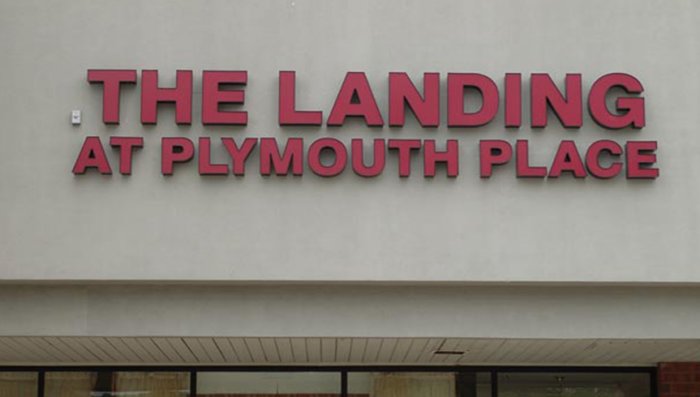 THE LANDING
AT PLYMOUTH PLACE